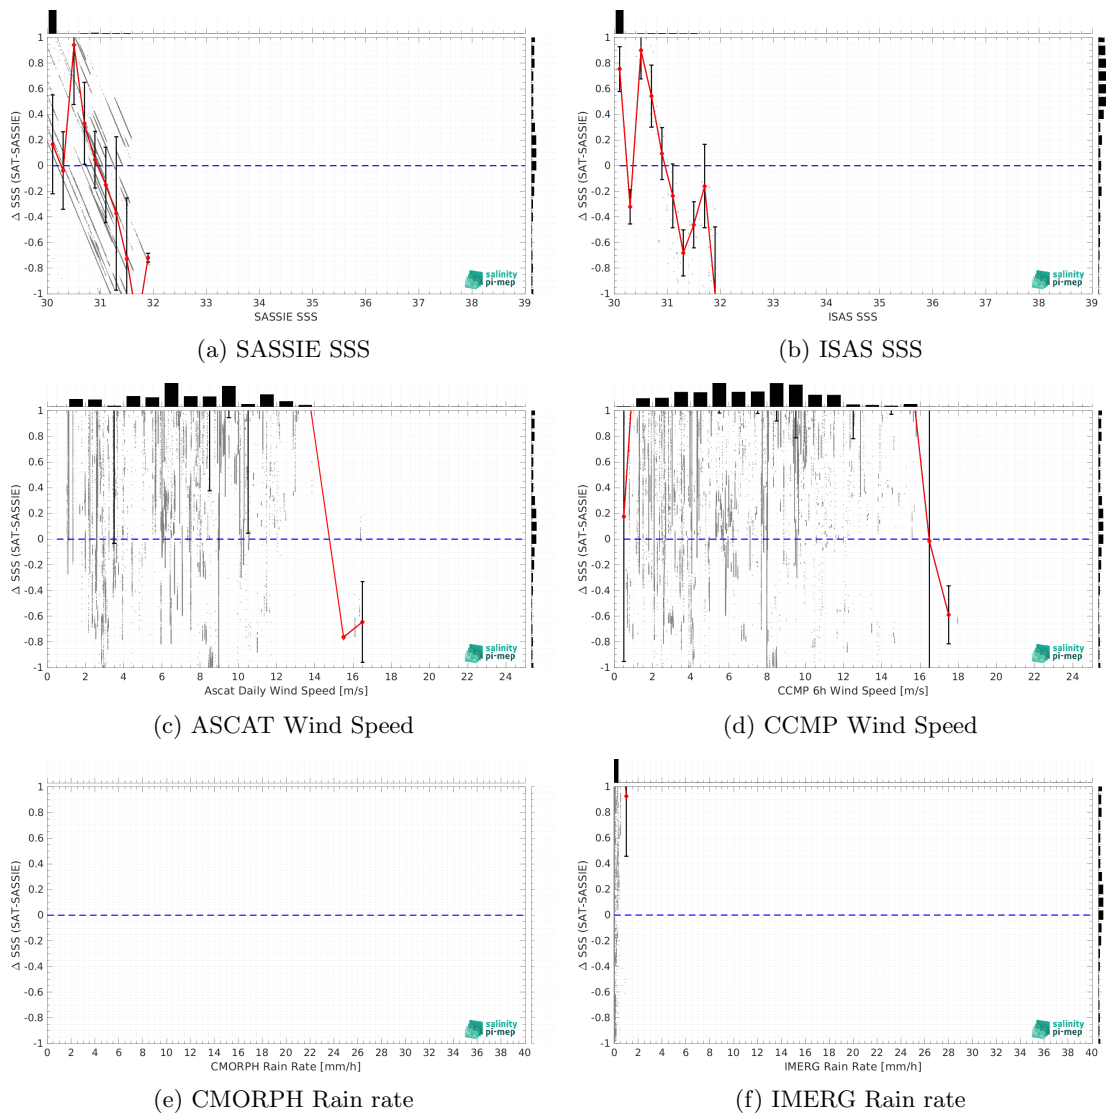 1
0.8
0.6
0.4
0.2
0
-0.2
-0.4
-0.6
-0.8
-1
Δ SSS (SAT-SASSIE)
30 31 32 33 34 35 36 37 38 39
SASSIE SSS
salinity
pi-mep
(a) SASSIE SSS
1
0.8
0.6
0.4
0.2
0
-0.2
-0.4
-0.6
-0.8
-1
Δ SSS (SAT-SASSIE)
30 31 32 33 34 35 36 37 38 39
ISAS SSS
salinity
pi-mep
(b) ISAS SSS
1
0.8
0.6
0.4
0.2
0
-0.2
-0.4
-0.6
-0.8
-1
Δ SSS (SAT-SASSIE)
0 2 4 6 8 10 12 14 16 18 20 22 24
Ascat Daily Wind Speed [m/s]
salinity
pi-mep
(c) ASCAT Wind Speed
1
0.8
0.6
0.4
0.2
0
-0.2
-0.4
-0.6
-0.8
-1
Δ SSS (SAT-SASSIE)
0 2 4 6 8 10 12 14 16 18 20 22 24
CCMP 6h Wind Speed [m/s]
salinity
pi-mep
(d) CCMP Wind Speed
1
0.8
0.6
0.4
0.2
0
-0.2
-0.4
-0.6
-0.8
-1
Δ SSS (SAT-SASSIE)
0 2 4 6 8 10 12 14 16 18 20 22 24 26 28 30 32 34 36 38 40
CMORPH Rain Rate [mm/h]
salinity
pi-mep
(e) CMORPH Rain rate
1
0.8
0.6
0.4
0.2
0
-0.2
-0.4
-0.6
-0.8
-1
Δ SSS (SAT-SASSIE)
0 2 4 6 8 10 12 14 16 18 20 22 24 26 28 30 32 34 36 38 40
IMERG Rain Rate [mm/h]
salinity
pi-mep
(f) IMERG Rain rate